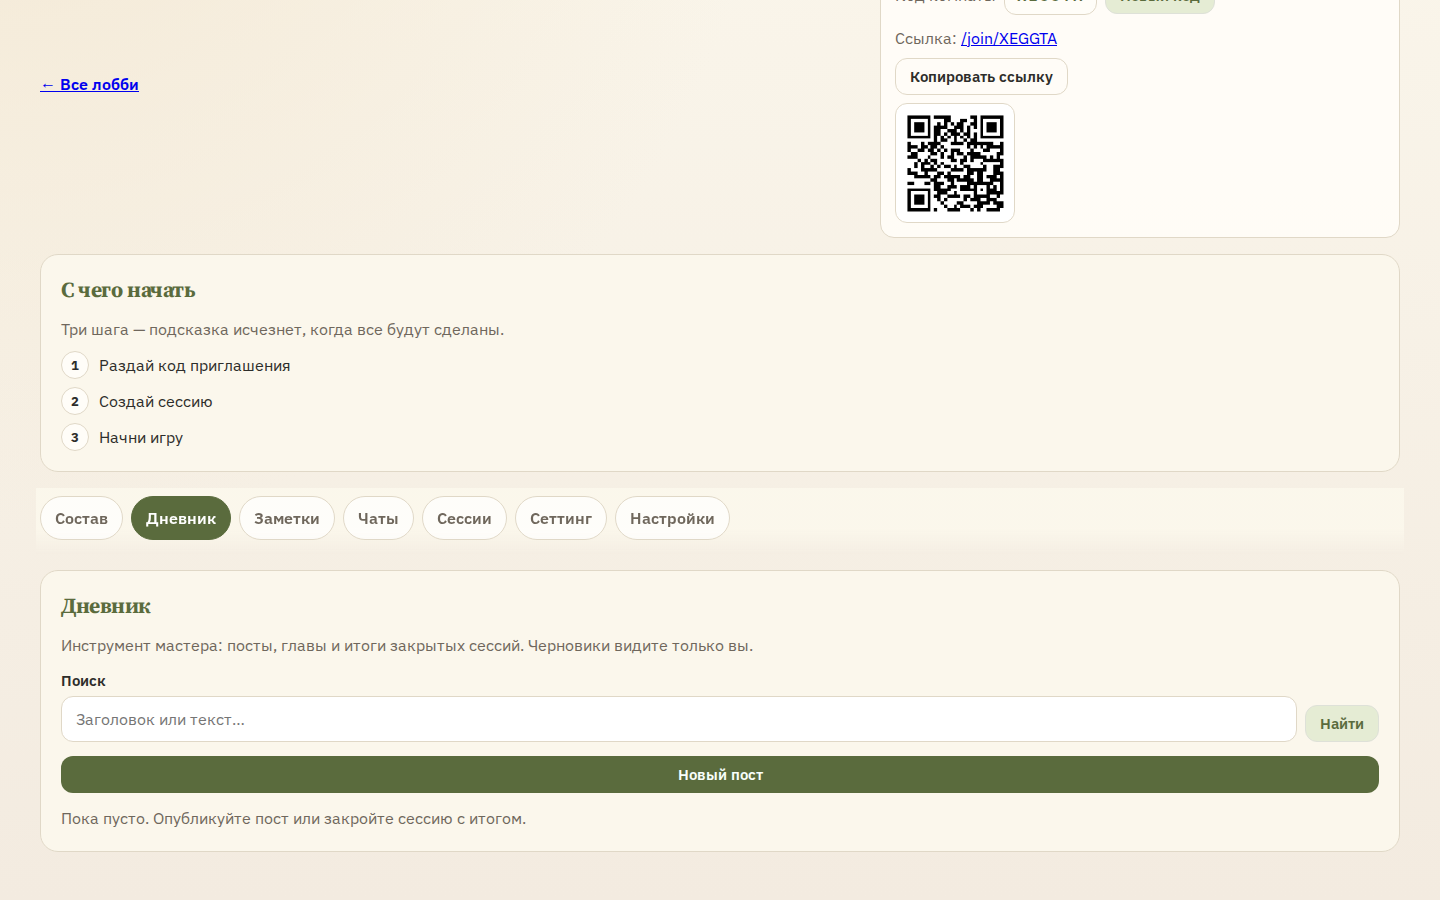 Ссылка: /join/XEGGTA
← Все лобби
Копировать ссылку
С чего начать
Три шага — подсказка исчезнет, когда все будут сделаны.
1 Раздай код приглашения
2 Создай сессию
3 Начни игру
Состав Дневник Заметки Чаты Сессии Сеттинг Настройки
Дневник
Инструмент мастера: посты, главы и итоги закрытых сессий. Черновики видите только вы.
Поиск
Заголовок или текст...
Найти
Новый пост
Пока пусто. Опубликуйте пост или закройте сессию с итогом.